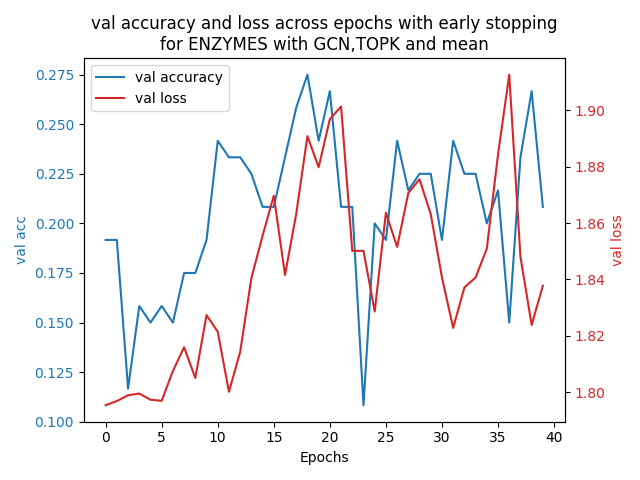 val accuracy and loss across epochs with early stopping
for ENZYMES with GCN,TOPK and mean
val accuracy
val loss
0.275
0.250
0.225
0.200
0.175
0.150
0.125
0.100
val acc
1.90
1.88
1.86
1.84
1.82
1.80
val loss
0 5 10 15 20 25 30 35 40
Epochs